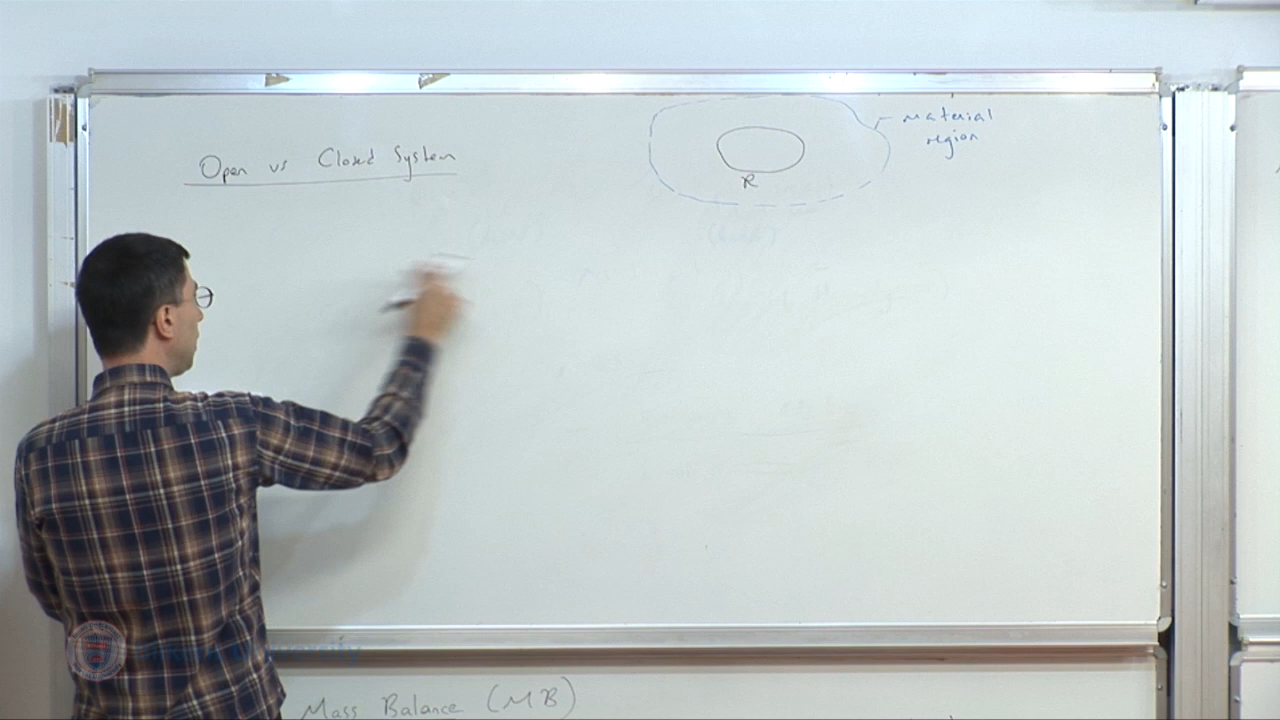 Open vs Closed System
material
region
R
Mass Balance (MB)